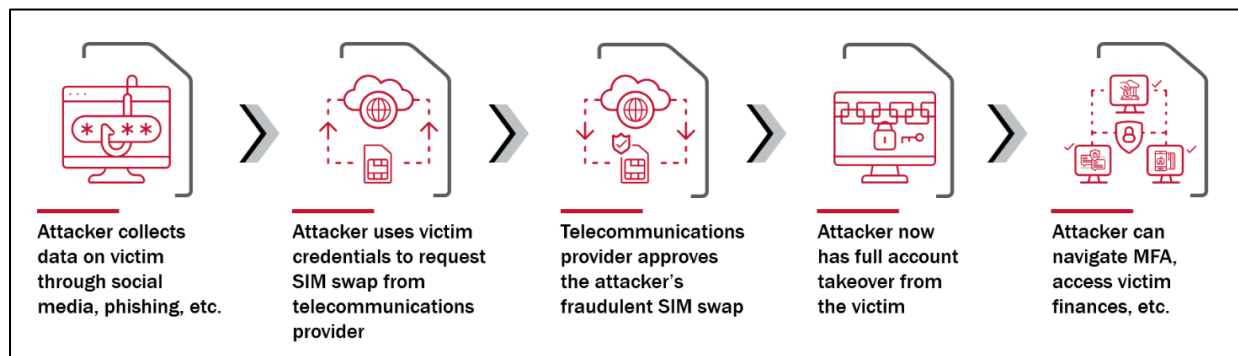 Attacker collects
data on victim
through social
media, phishing, etc.
Attacker uses victim
credentials to request
SIM swap from
telecommunications
provider
Telecommunications
provider approves
the attacker's
fraudulent SIM swap
Attacker now
has full account
takeover from
the victim
Attacker can
navigate MFA,
access victim
finances, etc.